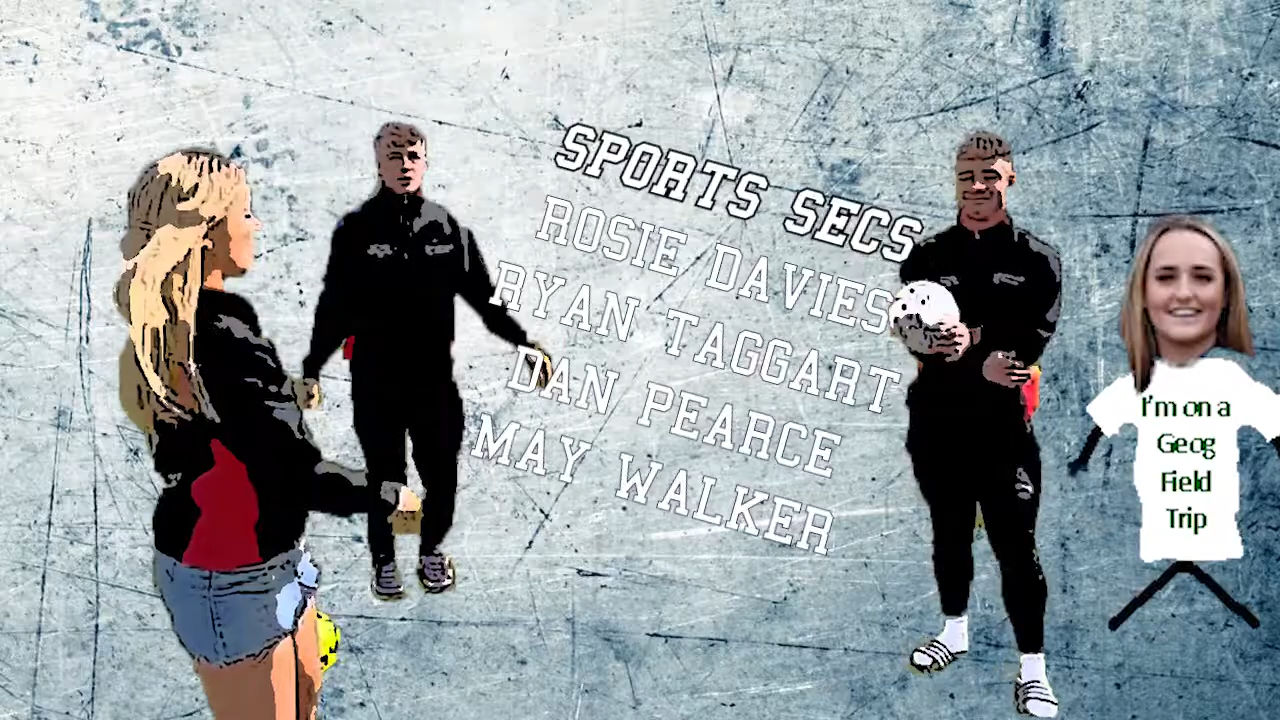 SPORTS SECS
ROSIE DAVIES
RYAN TAGGART
DAN PEARCE
MAY WALKER
I'm on a
Geog
Field
Trip